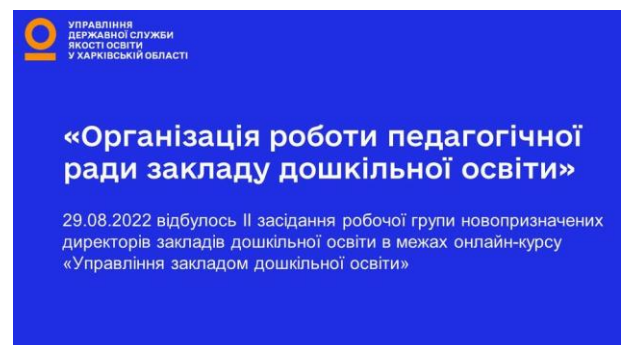 УПРАВЛІННЯ
ДЕРЖАВНОЇ СЛУЖБИ
ЯКОСТІ ОСВІТИ
У ХАРКІВСЬКІЙ ОБЛАСТІ
«Організація роботи педагогічної
ради закладу дошкільної освіти»
29.08.2022 відбулось ІІ засідання робочої групи новопризначених
директорів закладів дошкільної освіти в межах онлайн-курсу
«Управління закладом дошкільної освіти»